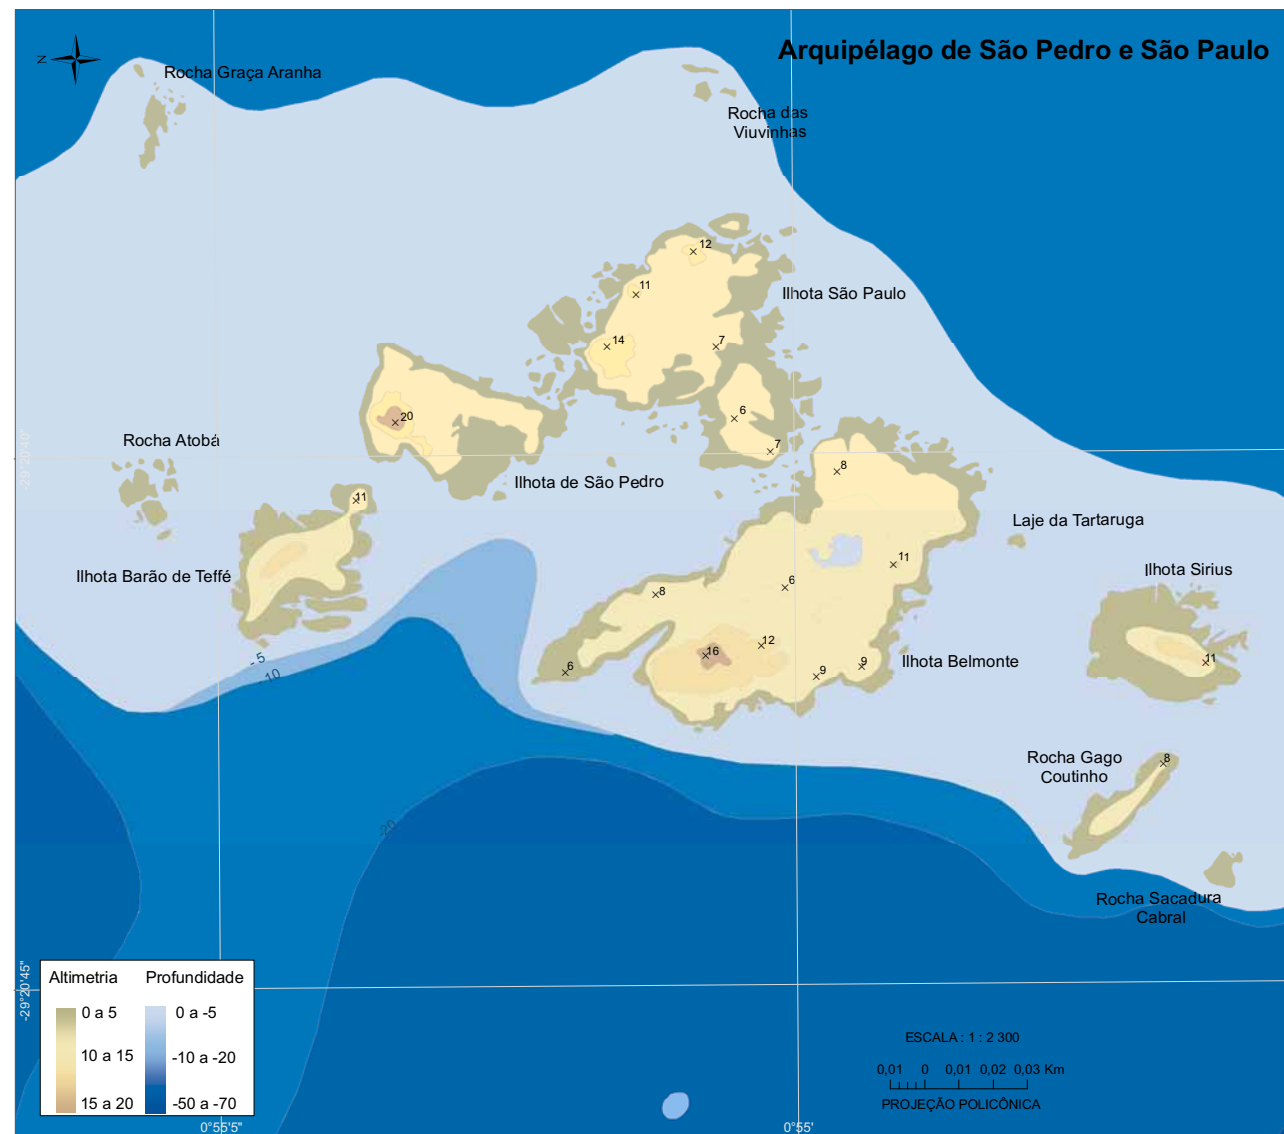 Arquipélago de São Pedro e São Paulo
N
Rocha Graça Aranha
Rocha das
Viuvinhas
12
11
Ilhota São Paulo
14
7
20
6
Rocha Atobá
7
-29°20'40"
8
Ilhota de São Pedro
11
Laje da Tartaruga
11
Ilhota Sirius
Ilhota Barão de Teffé
6
8
12
16
11
Ilhota Belmonte
9
9
6
-5
-10
Rocha Gago
Coutinho
8
-20
Rocha Sacadura
Cabral
-29°20'45"
Altimetria Profundidade
0 a 5 0 a -5
10 a 15 -10 a -20
15 a 20 -50 a -70
ESCALA : 1 : 2 300
0,01 0 0,01 0,02 0,03 Km
PROJEÇÃO POLICÔNICA
0°55'5" 0°55'